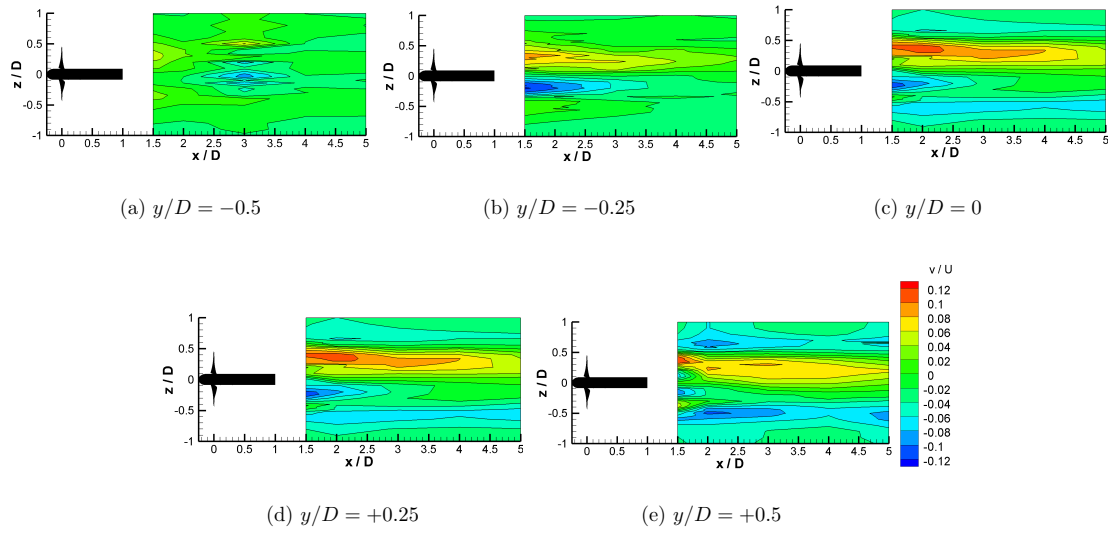 1
0.5
0
-0.5
-1
z / D
0 0.5 1 1.5 2 2.5 3 3.5 4 4.5 5
x / D
(a) y/D = −0.5
1
0.5
0
-0.5
-1
z / D
0 0.5 1 1.5 2 2.5 3 3.5 4 4.5 5
x / D
(b) y/D = −0.25
1
0.5
0
-0.5
-1
z / D
0 0.5 1 1.5 2 2.5 3 3.5 4 4.5 5
x / D
(c) y/D = 0
1
0.5
0
-0.5
-1
z / D
0 0.5 1 1.5 2 2.5 3 3.5 4 4.5 5
x / D
(d) y/D = +0.25
1
0.5
0
-0.5
-1
z / D
0 0.5 1 1.5 2 2.5 3 3.5 4 4.5 5
x / D
(e) y/D = +0.5
v / U
0.12
0.1
0.08
0.06
0.04
0.02
0
-0.02
-0.04
-0.06
-0.08
-0.1
-0.12